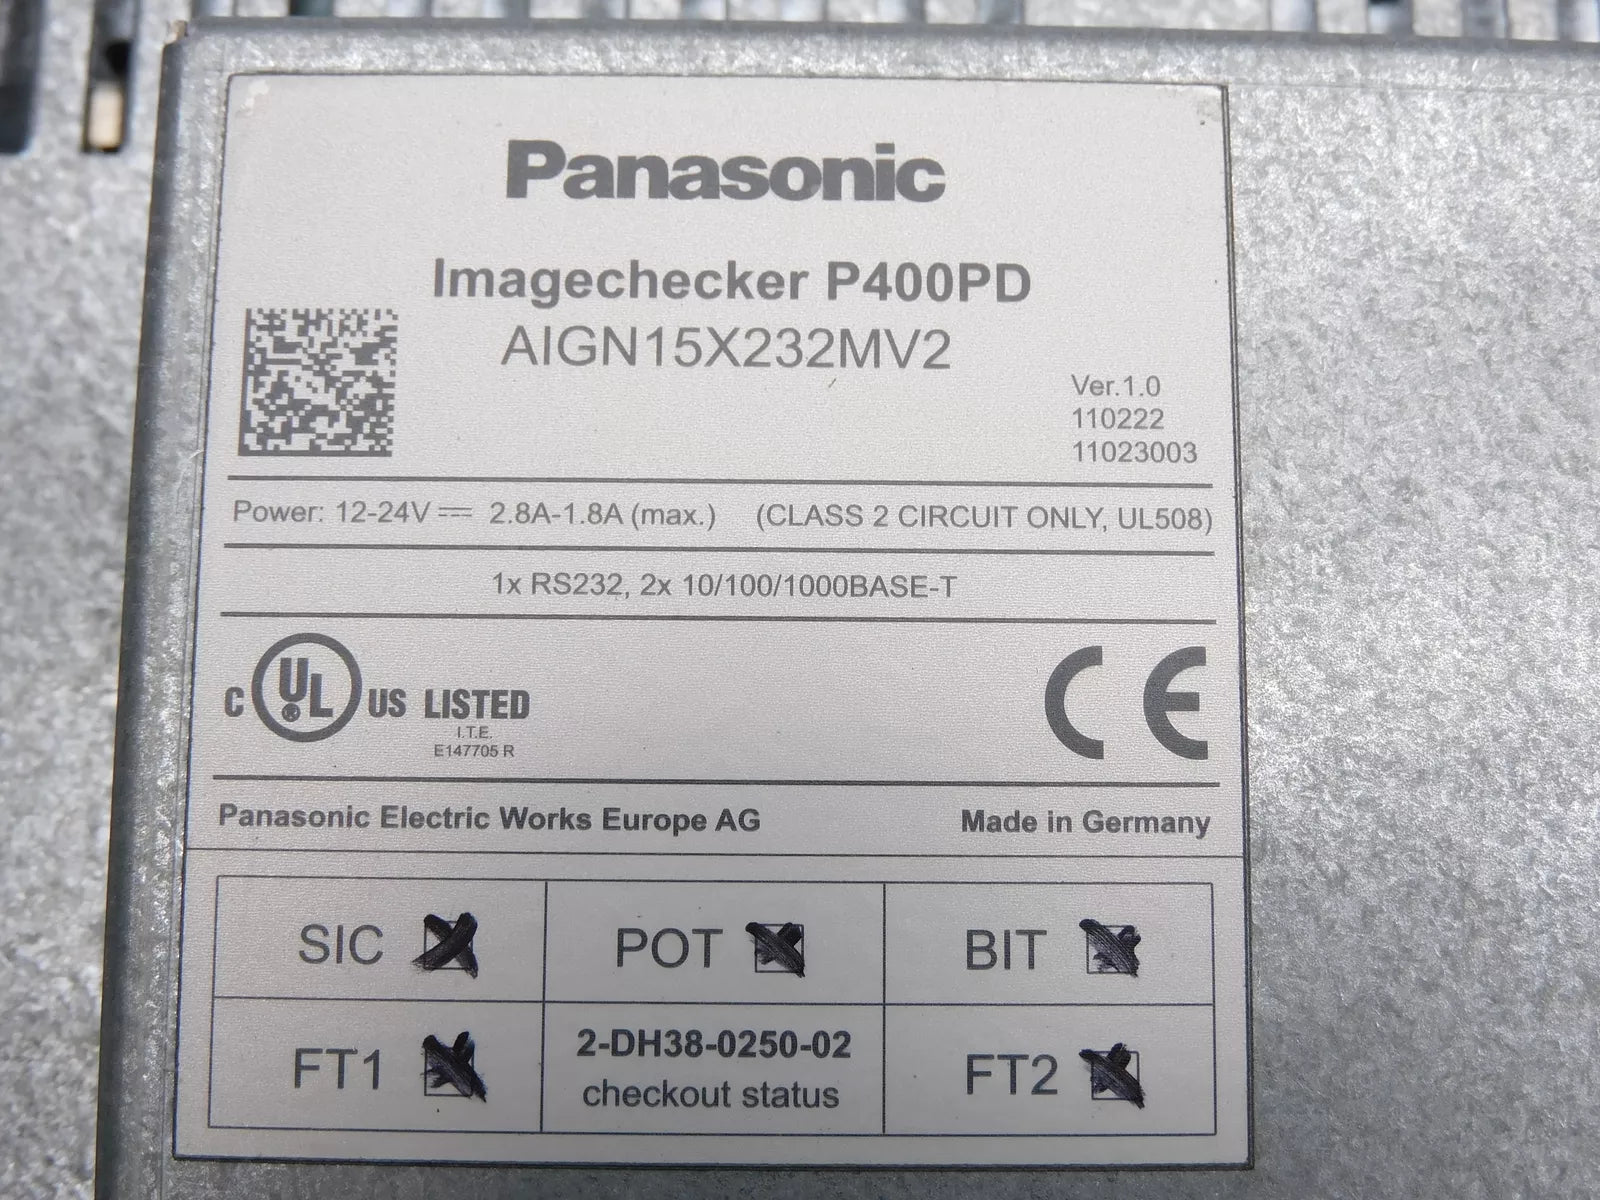 Panasonic
Imagechecker P400PD
AIGN15X232MV2
Ver.1.0
110222
11023003
Power: 12-24V⎓ 2.8A-1.8A (max.) (CLASS 2 CIRCUIT ONLY, UL508)
1x RS232, 2x 10/100/1000BASE-T
C UL ® US LISTED
I.T.E.
E147705 R
CE
Panasonic Electric Works Europe AG Made in Germany
SIC POT BIT
FT1 2-DH38-0250-02 FT2
checkout status